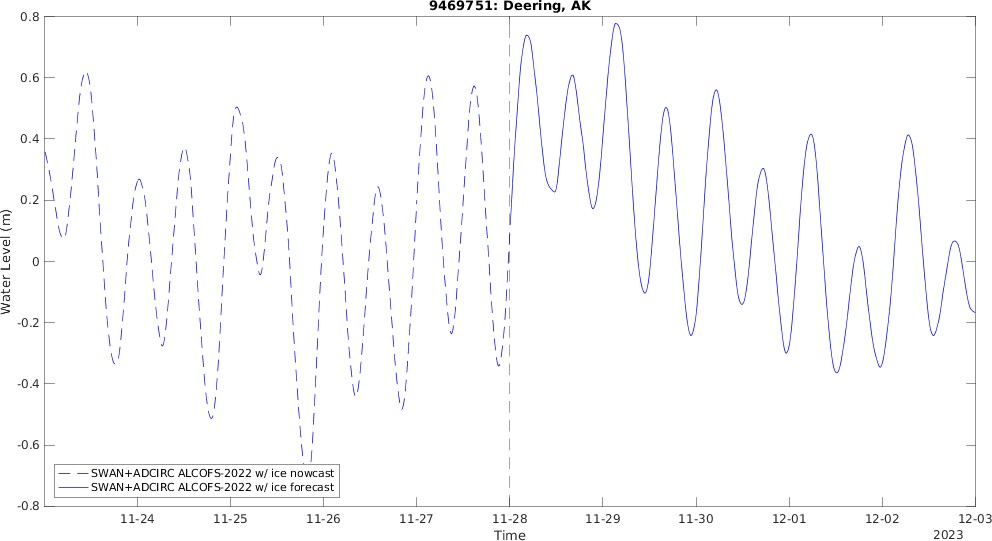 9469751: Deering, AK
0.8
0.6
0.4
0.2
0
-0.2
-0.4
-0.6
-0.8
Water Level (m)
SWAN+ADCIRC ALCOFS-2022 w/ ice nowcast
SWAN+ADCIRC ALCOFS-2022 w/ ice forecast
11-24 11-25 11-26 11-27 11-28 11-29 11-30 12-01 12-02 12-03
Time
2023